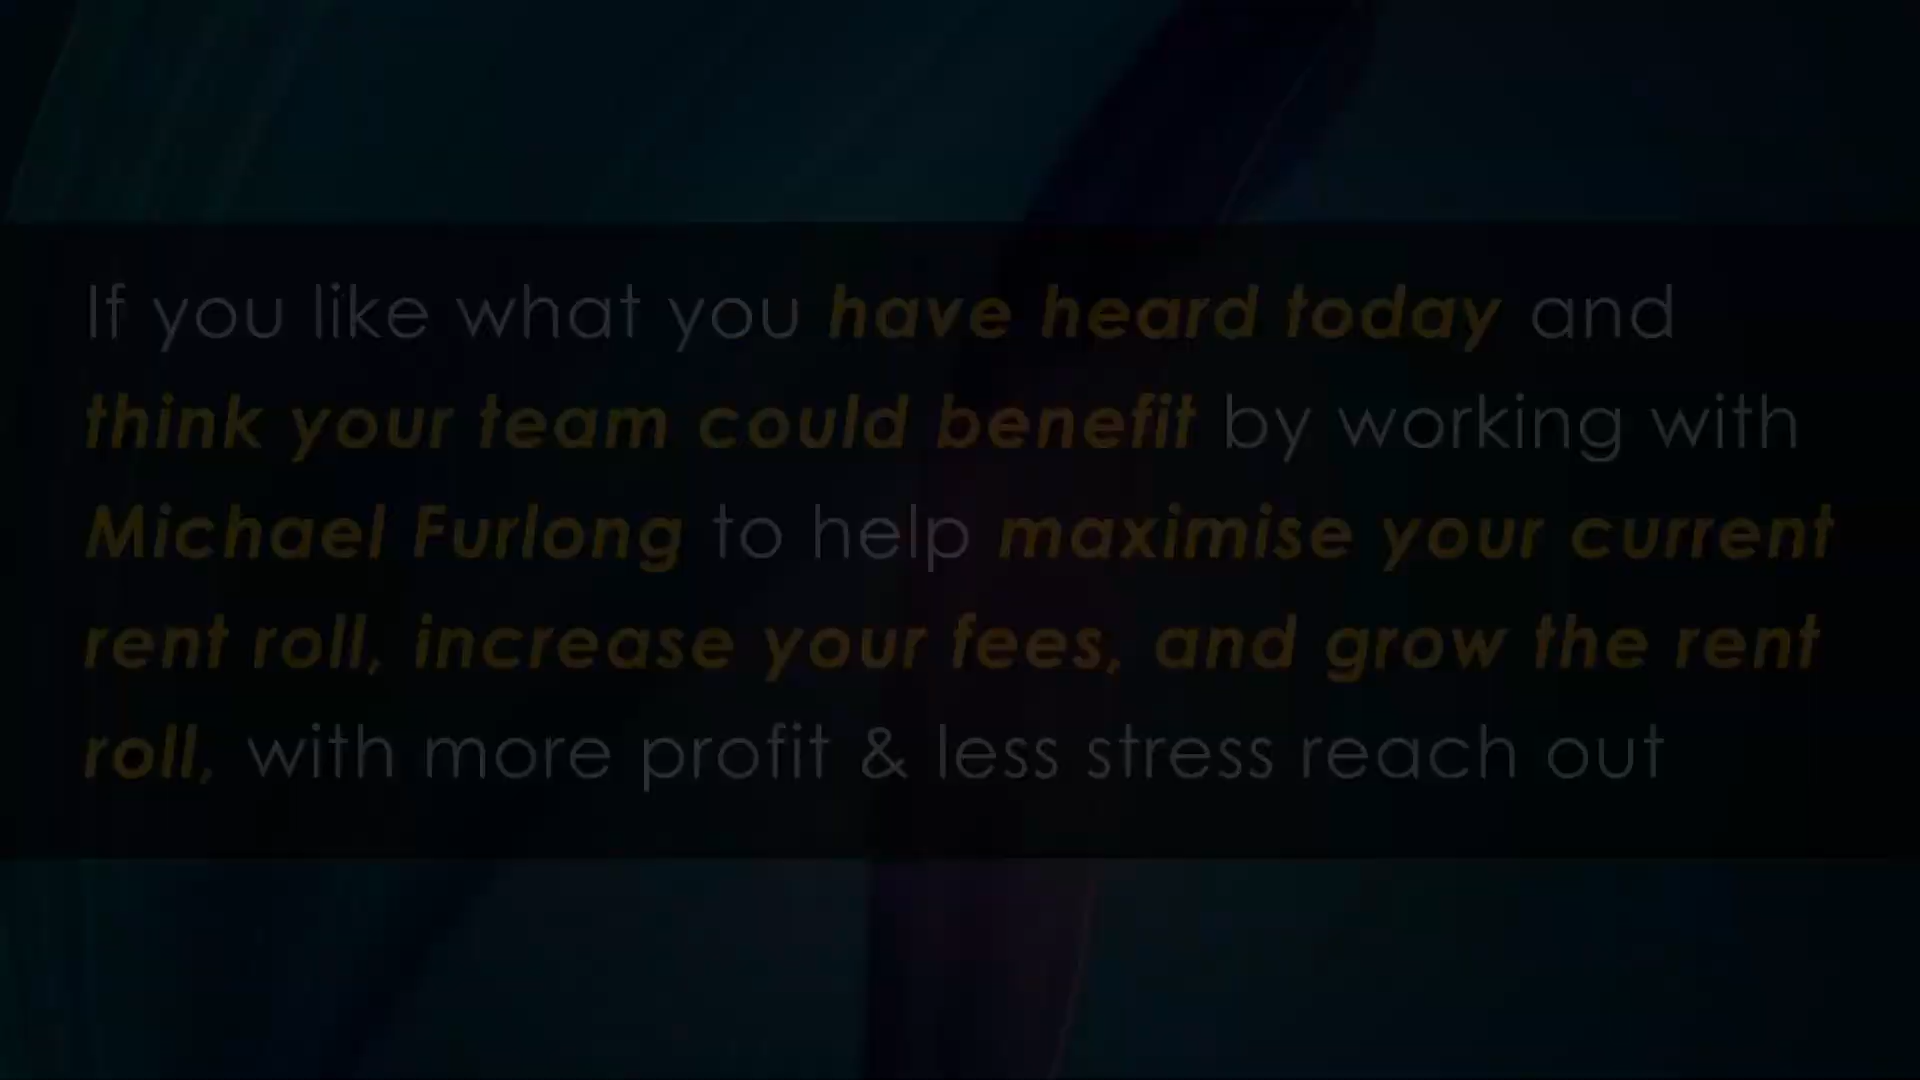 If you like what you have heard today and
think your team could benefit by working with
Michael Furlong to help maximise your current
rent roll, increase your fees, and grow the rent
roll, with more profit & less stress reach out